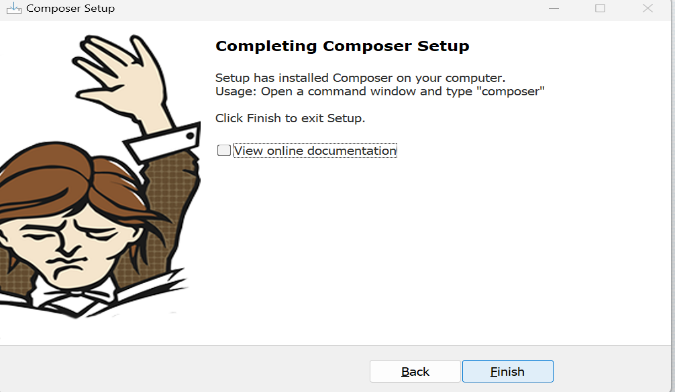 Composer Setup
Completing Composer Setup
Setup has installed Composer on your computer.
Usage: Open a command window and type "composer"
Click Finish to exit Setup.
View online documentation
Back
Finish